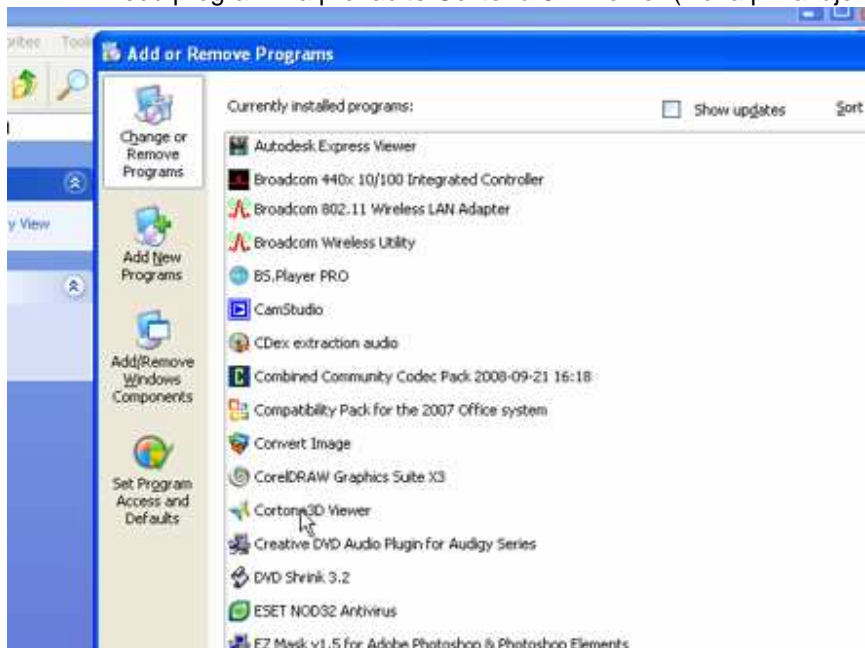 Favorites Tools
Add or Remove Programs
Currently installed programs:
Show updates
Sort
Change or
Remove
Programs
Add New
Programs
Add/Remove
Windows
Components
Set Program
Access and
Defaults
y View
Autodesk Express Viewer
Broadcom 440x 10/100 Integrated Controller
Broadcom 802.11 Wireless LAN Adapter
Broadcom Wireless Utility
BS.Player PRO
CamStudio
CDex extraction audio
Combined Community Codec Pack 2008-09-21 16:18
Compatibility Pack for the 2007 Office system
Convert Image
CorelDRAW Graphics Suite X3
Cortona3D Viewer
Creative DVD Audio Plugin for Audigy Series
DVD Shrink 3.2
ESET NOD32 Antivirus
EZ Mask v1.5 for Adobe Photoshop & Photoshop Elements